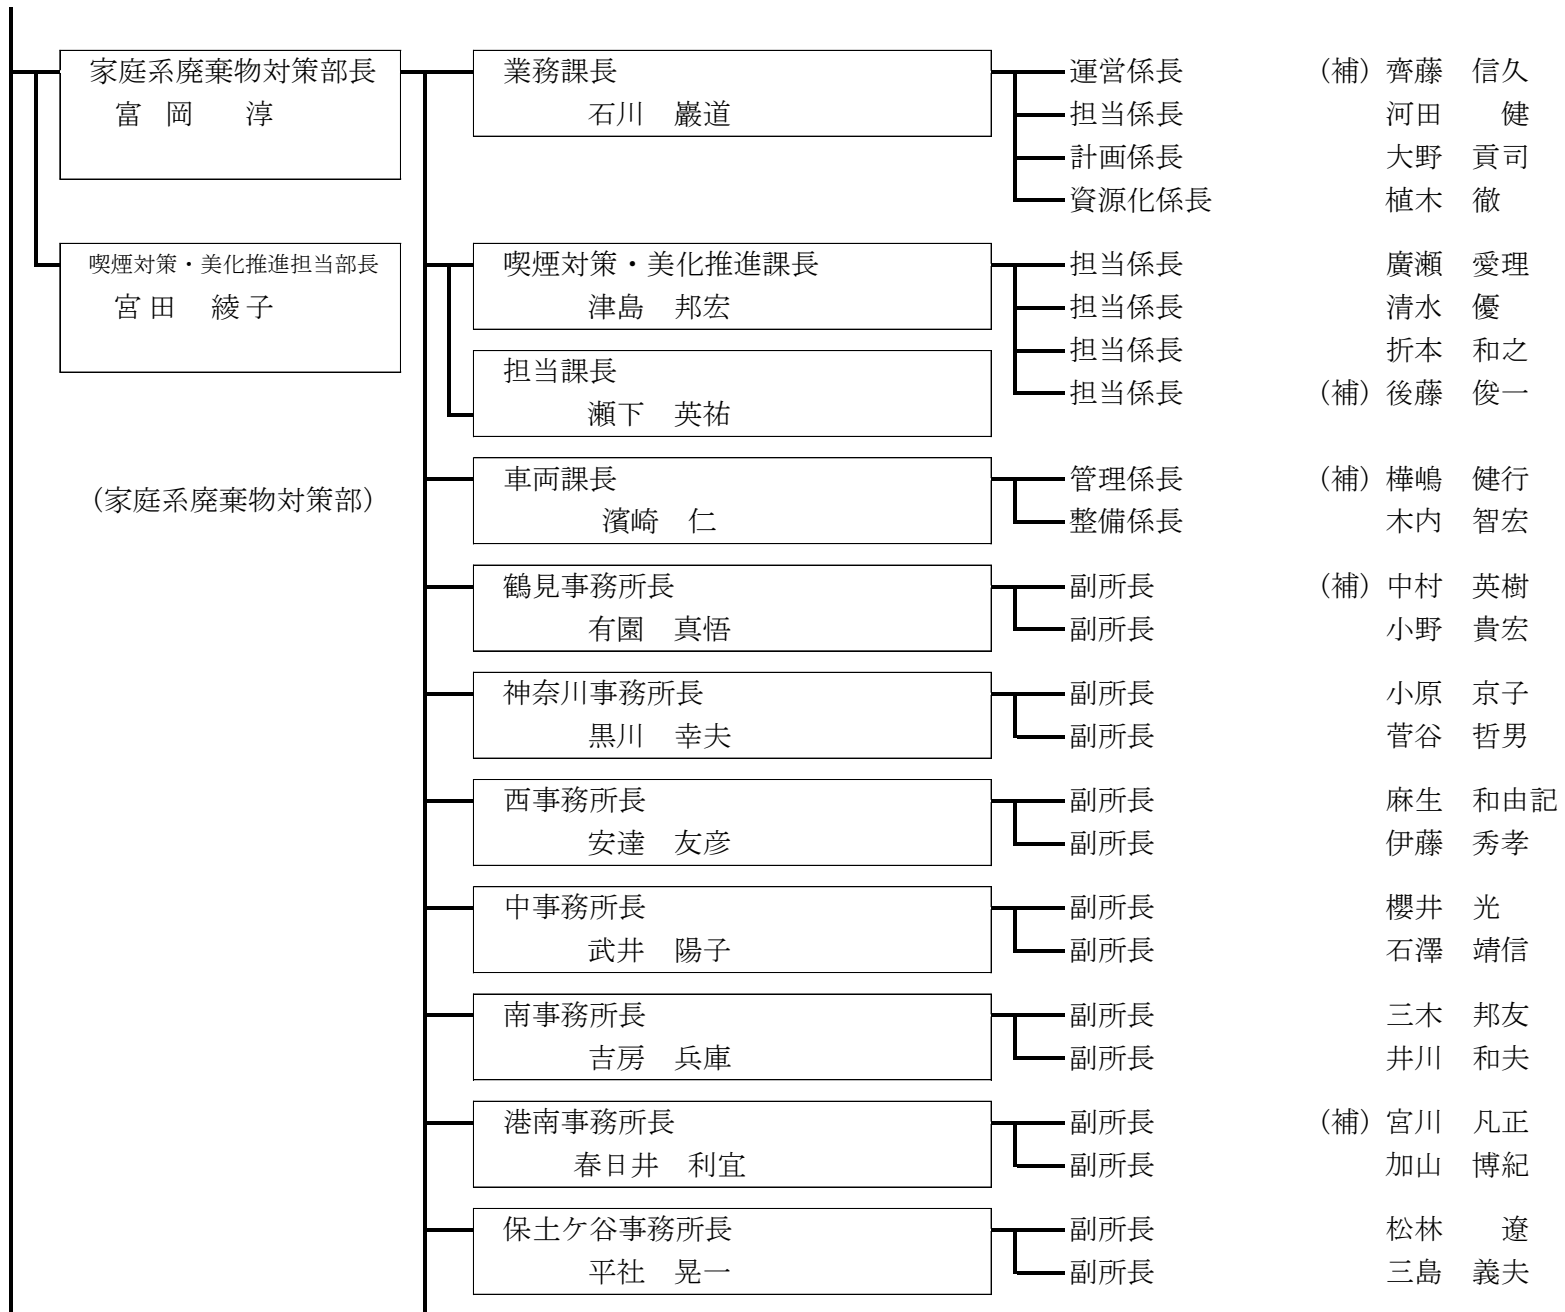 家庭系廃棄物対策部長 業務課長 運営係長 （補）齊藤　信久
富　岡　　淳 石川　巖道 担当係長 河田　　健
計画係長 大野　貢司
資源化係長 植木　徹
喫煙対策・美化推進担当部長 喫煙対策・美化推進課長 担当係長 廣瀬　愛理
宮田　綾子 津島　邦宏 担当係長 清水　優
担当係長 折本　和之
担当課長 担当係長 （補）後藤　俊一
瀬下　英祐
車両課長 管理係長 （補）樺嶋　健行
（家庭系廃棄物対策部） 濱崎　仁 整備係長 木内　智宏
鶴見事務所長 副所長 （補）中村　英樹
有園　真悟 副所長 小野　貴宏
神奈川事務所長 副所長 小原　京子
黒川　幸夫 副所長 菅谷　哲男
西事務所長 副所長 麻生　和由記
安達　友彦 副所長 伊藤　秀孝
中事務所長 副所長 櫻井　光
武井　陽子 副所長 石澤　靖信
南事務所長 副所長 三木　邦友
吉房　兵庫 副所長 井川　和夫
港南事務所長 副所長 （補）宮川　凡正
春日井　利宜 副所長 加山　博紀
保土ケ谷事務所長 副所長 松林　　遼
平社　晃一 副所長 三島　義夫